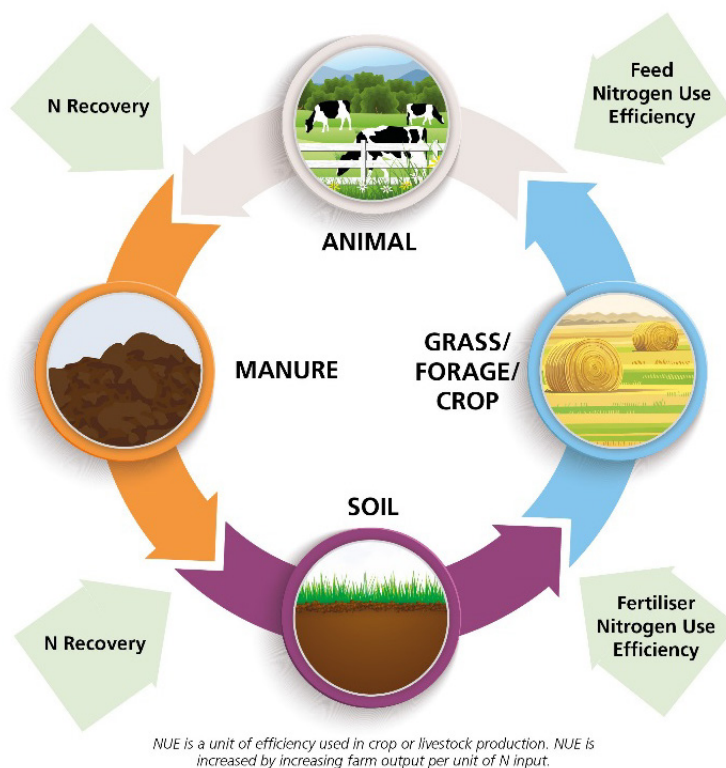 N Recovery
Feed
Nitrogen Use
Efficiency
ANIMAL
MANURE
GRASS/
FORAGE/
CROP
SOIL
N Recovery
Fertiliser
Nitrogen Use
Efficiency
NUE is a unit of efficiency used in crop or livestock production. NUE is
increased by increasing farm output per unit of N input.